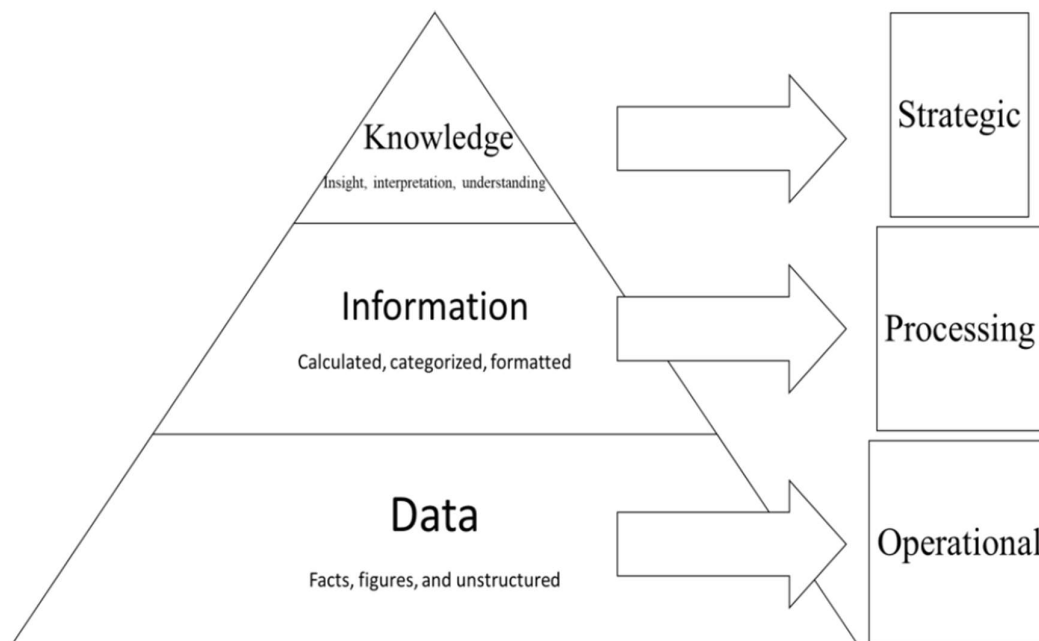 Knowledge
Insight, interpretation, understanding
Strategic
Information
Calculated, categorized, formatted
Processing
Data
Facts, figures, and unstructured
Operational